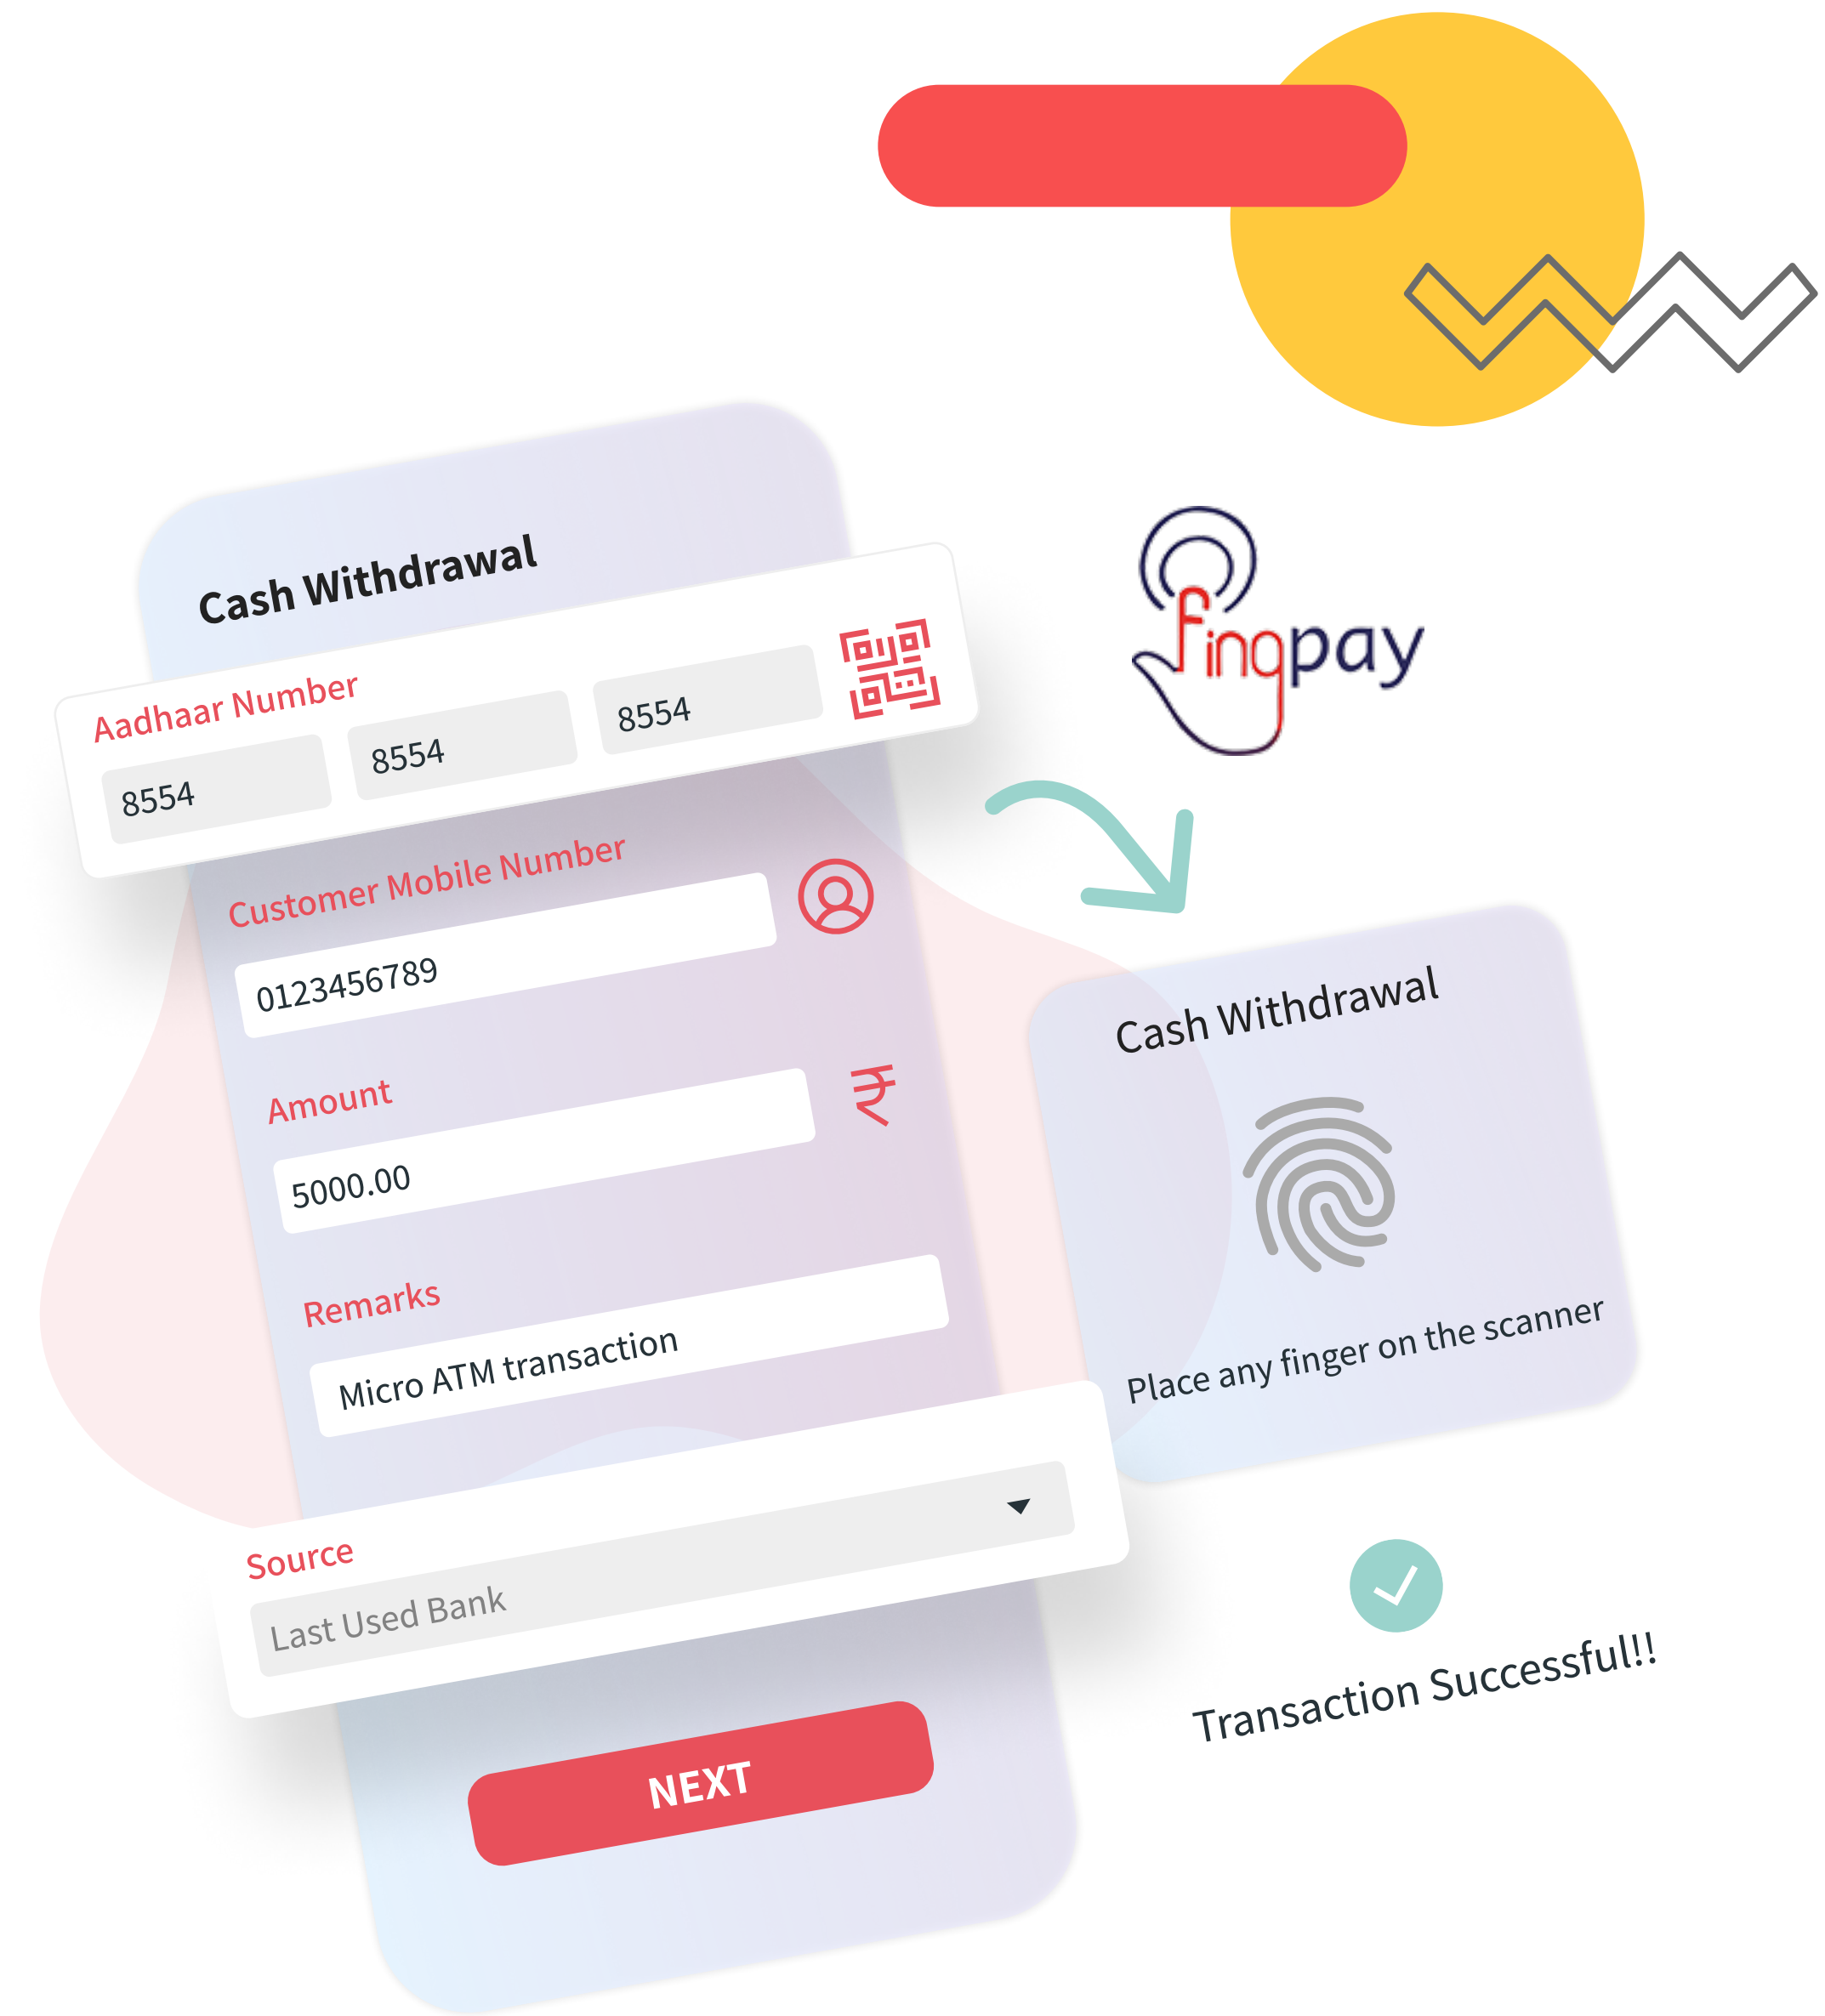 Cash Withdrawal
Aadhaar Number
8554 8554 8554
Customer Mobile Number
0123456789
Amount
₹
5000.00
Remarks
Micro ATM transaction
Source
Last Used Bank
NEXT
fingpay
Cash Withdrawal
Place any finger on the scanner
Transaction Successful!!